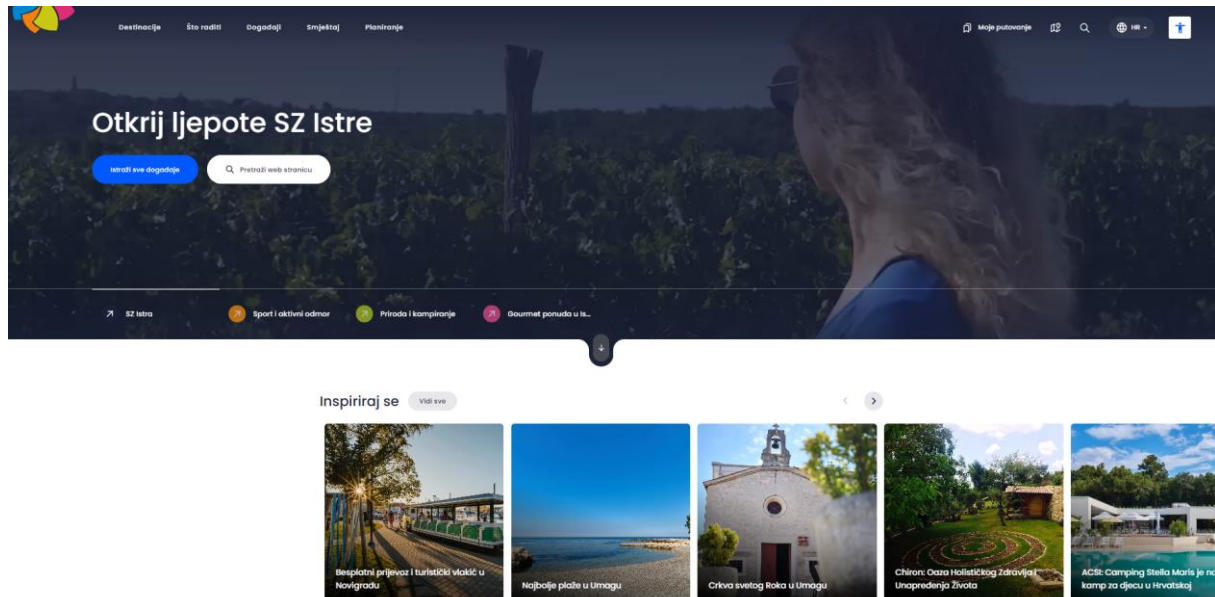 Destinacije Što raditi Događaji Smještaj Planiranje Moje putovanje HR
Otkrij ljepote SZ Istre
Istraži sve događaje Pretraži web stranicu
SZ Istra Sport i aktivni odmor Priroda i kampiranje Gourmet ponuda u Is...
Inspiriraj se Vidi sve
Besplatni prijevoz i turistički vlakić u
Novigradu
Najbolje plaže u Umagu
Crkva svetog Roka u Umagu
Chiron: Oaza Holističkog Zdravlja i
Unapređenja Života
ACSI: Camping Stella Maris je na
kamp za djecu u Hrvatskoj